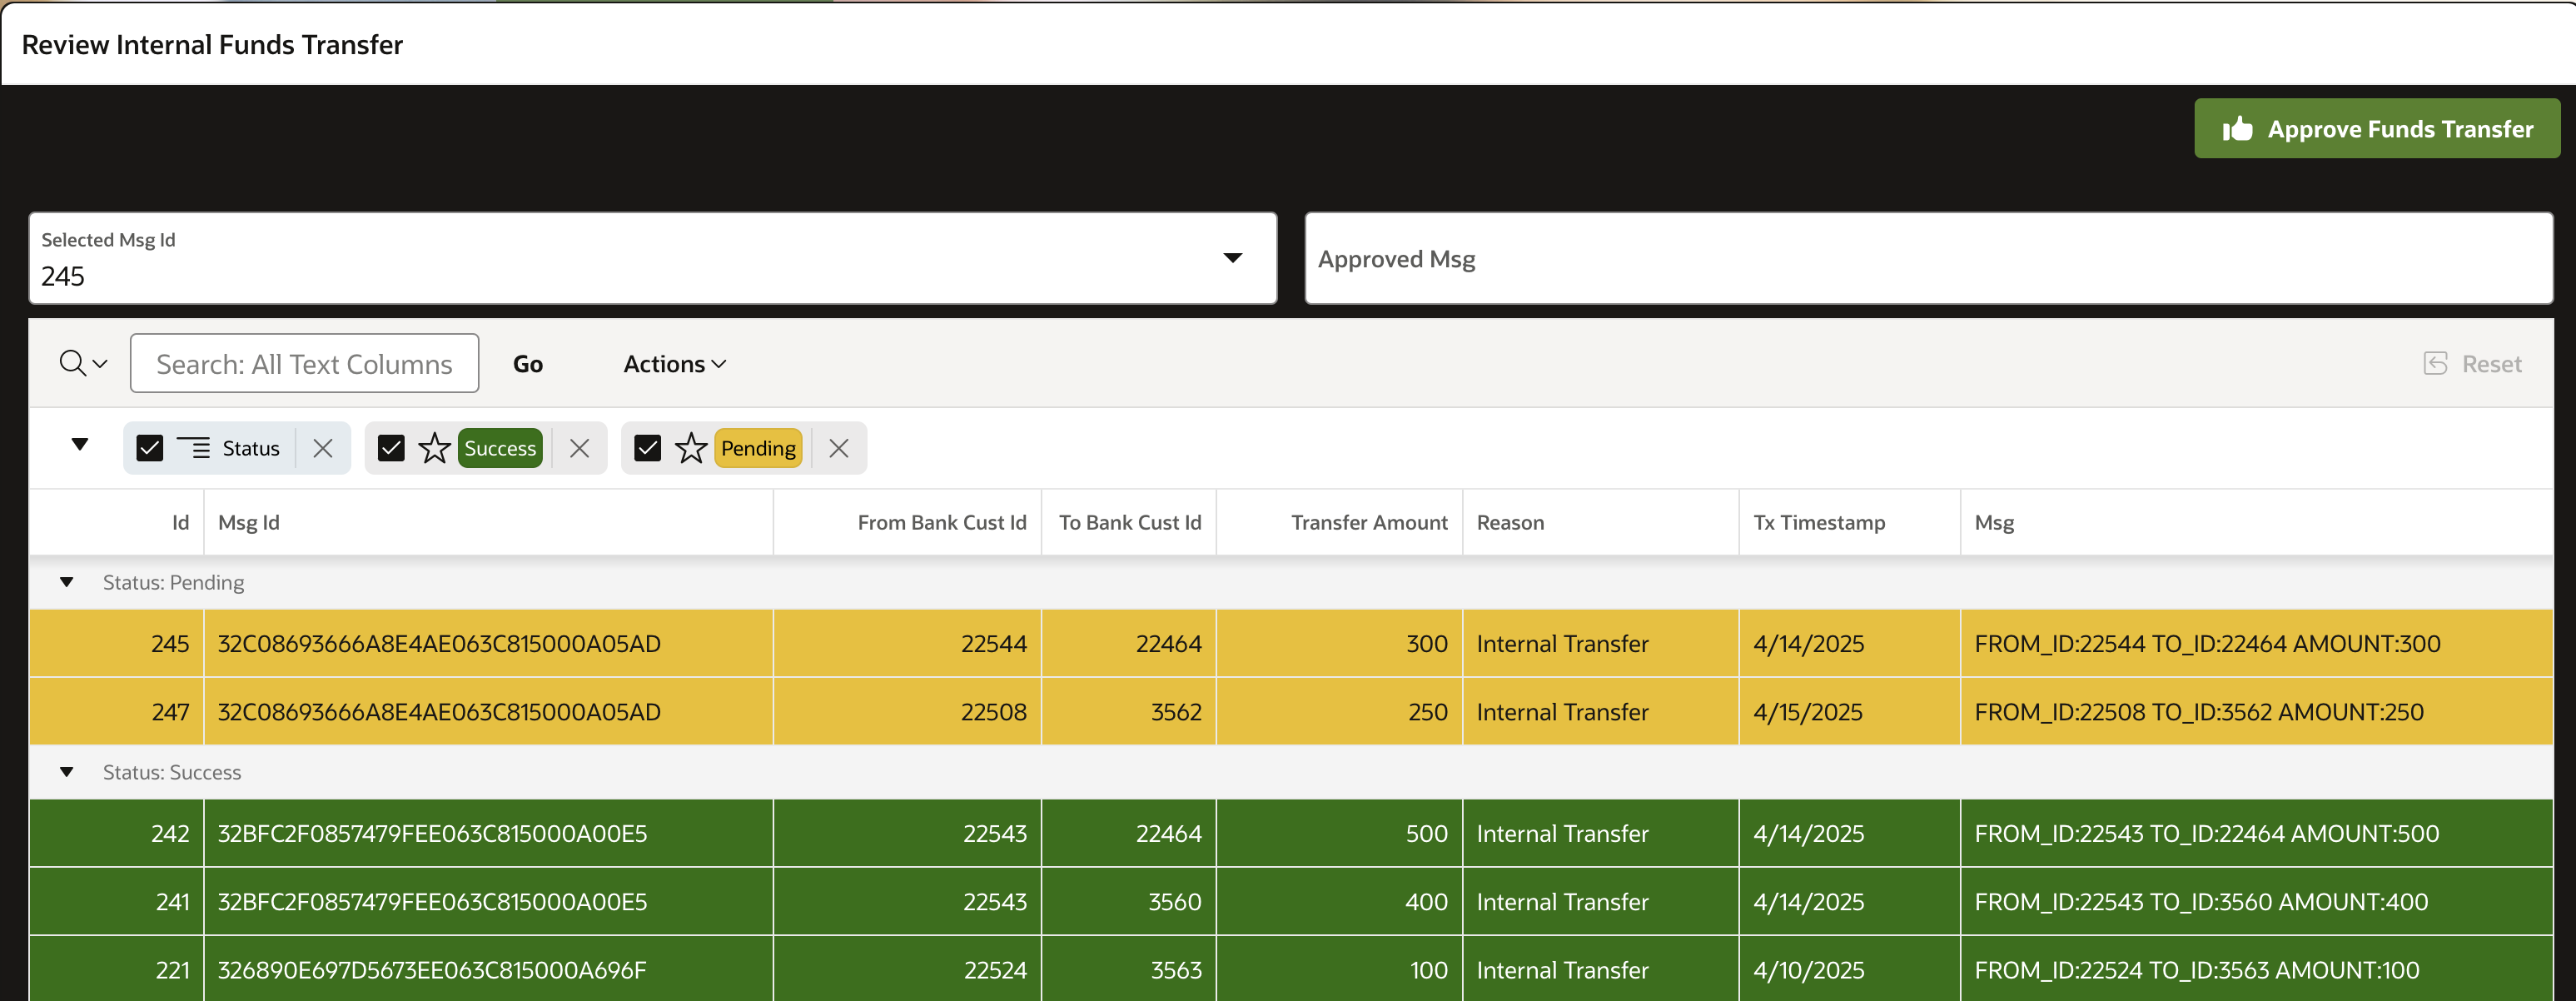 Review Internal Funds Transfer
Approve Funds Transfer
Selected Msg Id
245
Approved Msg
Search: All Text Columns Go Actions Reset
Status Success Pending
Id Msg Id From Bank Cust Id To Bank Cust Id Transfer Amount Reason Tx Timestamp Msg
Status: Pending
245 32C08693666A8E4AE063C815000A05AD 22544 22464 300 Internal Transfer 4/14/2025 FROM_ID:22544 TO_ID:22464 AMOUNT:300
247 32C08693666A8E4AE063C815000A05AD 22508 3562 250 Internal Transfer 4/15/2025 FROM_ID:22508 TO_ID:3562 AMOUNT:250
Status: Success
242 32BFC2F0857479FEE063C815000A00E5 22543 22464 500 Internal Transfer 4/14/2025 FROM_ID:22543 TO_ID:22464 AMOUNT:500
241 32BFC2F0857479FEE063C815000A00E5 22543 3560 400 Internal Transfer 4/14/2025 FROM_ID:22543 TO_ID:3560 AMOUNT:400
221 326890E697D5673EE063C815000A696F 22524 3563 100 Internal Transfer 4/10/2025 FROM_ID:22524 TO_ID:3563 AMOUNT:100